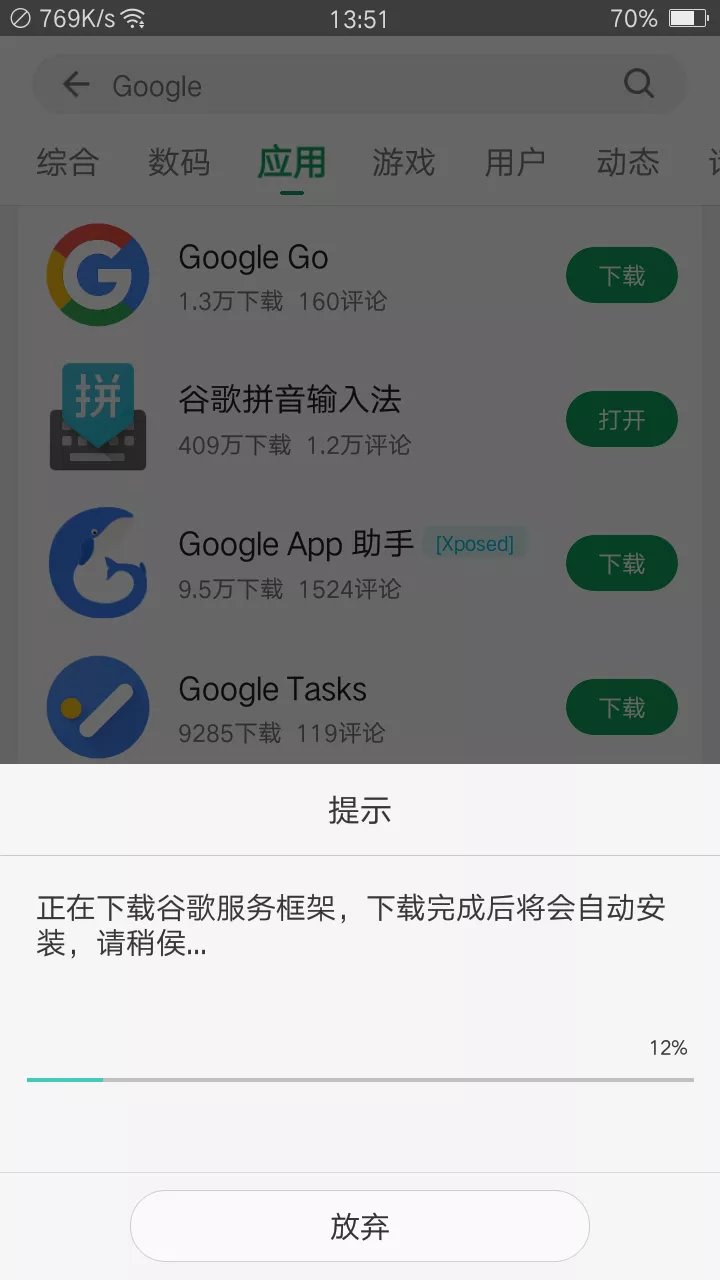 769K/s
13:51
70%
Google
综合 数码 应用 游戏 用户 动态
Google Go
1.3万下载 160评论
下载
拼
谷歌拼音输入法
409万下载 1.2万评论
打开
Google App 助手 [Xposed]
9.5万下载 1524评论
下载
Google Tasks
9285下载 119评论
下载
提示
正在下载谷歌服务框架，下载完成后将会自动安
装，请稍侯...
12%
放弃